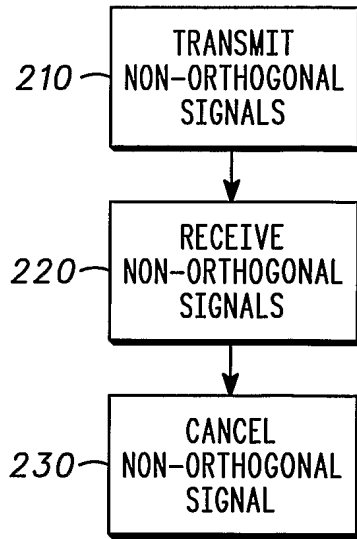 TRANSMIT
210
NON-ORTHOGONAL
SIGNALS
RECEIVE
220
NON-ORTHOGONAL
SIGNALS
CANCEL
230
NON-ORTHOGONAL
SIGNAL